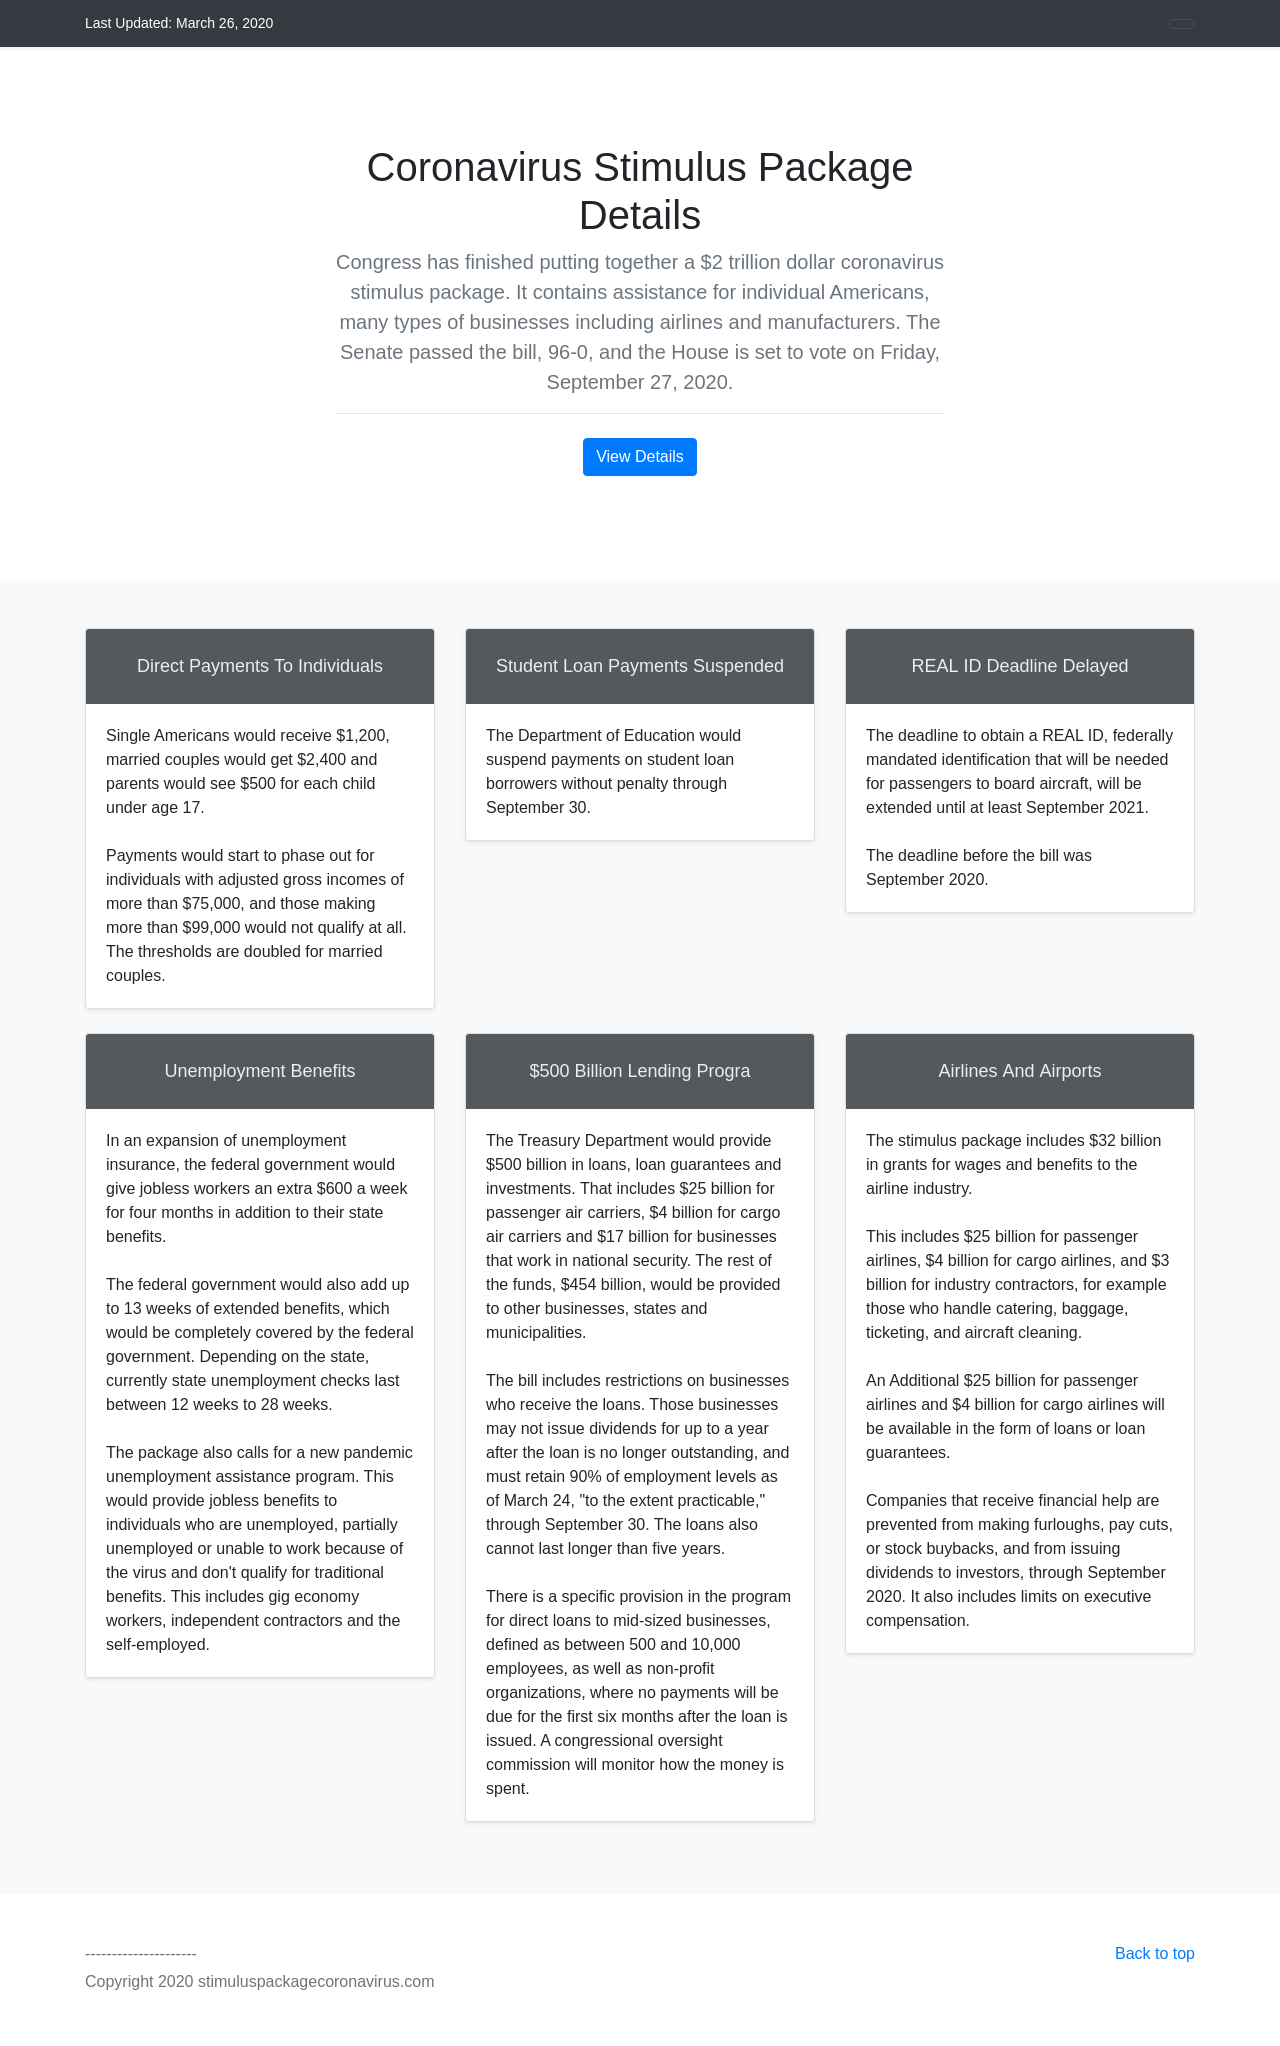 Last Updated: March 26, 2020
Coronavirus Stimulus Package
Details
Congress has finished putting together a $2 trillion dollar coronavirus
stimulus package. It contains assistance for individual Americans,
many types of businesses including airlines and manufacturers. The
Senate passed the bill, 96-0, and the House is set to vote on Friday,
September 27, 2020.
View Details
Direct Payments To Individuals
Single Americans would receive $1,200,
married couples would get $2,400 and
parents would see $500 for each child
under age 17.
Payments would start to phase out for
individuals with adjusted gross incomes of
more than $75,000, and those making
more than $99,000 would not qualify at all.
The thresholds are doubled for married
couples.
Student Loan Payments Suspended
The Department of Education would
suspend payments on student loan
borrowers without penalty through
September 30.
REAL ID Deadline Delayed
The deadline to obtain a REAL ID, federally
mandated identification that will be needed
for passengers to board aircraft, will be
extended until at least September 2021.
The deadline before the bill was
September 2020.
Unemployment Benefits
In an expansion of unemployment
insurance, the federal government would
give jobless workers an extra $600 a week
for four months in addition to their state
benefits.
The federal government would also add up
to 13 weeks of extended benefits, which
would be completely covered by the federal
government. Depending on the state,
currently state unemployment checks last
between 12 weeks to 28 weeks.
The package also calls for a new pandemic
unemployment assistance program. This
would provide jobless benefits to
individuals who are unemployed, partially
unemployed or unable to work because of
the virus and don't qualify for traditional
benefits. This includes gig economy
workers, independent contractors and the
self-employed.
$500 Billion Lending Progra
The Treasury Department would provide
$500 billion in loans, loan guarantees and
investments. That includes $25 billion for
passenger air carriers, $4 billion for cargo
air carriers and $17 billion for businesses
that work in national security. The rest of
the funds, $454 billion, would be provided
to other businesses, states and
municipalities.
The bill includes restrictions on businesses
who receive the loans. Those businesses
may not issue dividends for up to a year
after the loan is no longer outstanding, and
must retain 90% of employment levels as
of March 24, "to the extent practicable,"
through September 30. The loans also
cannot last longer than five years.
There is a specific provision in the program
for direct loans to mid-sized businesses,
defined as between 500 and 10,000
employees, as well as non-profit
organizations, where no payments will be
due for the first six months after the loan is
issued. A congressional oversight
commission will monitor how the money is
spent.
Airlines And Airports
The stimulus package includes $32 billion
in grants for wages and benefits to the
airline industry.
This includes $25 billion for passenger
airlines, $4 billion for cargo airlines, and $3
billion for industry contractors, for example
those who handle catering, baggage,
ticketing, and aircraft cleaning.
An Additional $25 billion for passenger
airlines and $4 billion for cargo airlines will
be available in the form of loans or loan
guarantees.
Companies that receive financial help are
prevented from making furloughs, pay cuts,
or stock buybacks, and from issuing
dividends to investors, through September
2020. It also includes limits on executive
compensation.
---------------------
Back to top
Copyright 2020 stimuluspackagecoronavirus.com